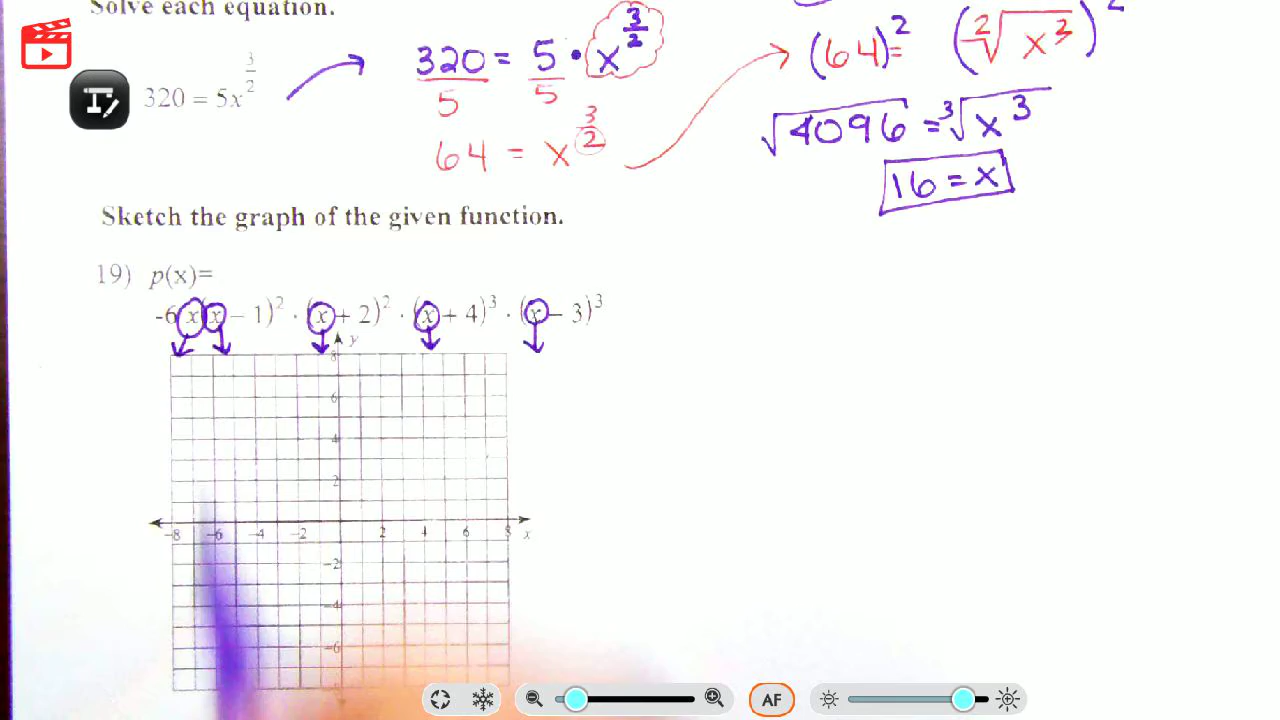 Solve each equation.
320 = 5x^{3/2}
320 = 5 • x^{3/2}
5 5
64 = x^{3/2}
(64)^2 = (\sqrt[2]{x^3})^2
√4096 = ∛x^3
16 = x
Sketch the graph of the given function.
19) p(x)=
-6x(x – 1)^2 · (x + 2)^2 · (x + 4)^3 · (x – 3)^3
y
8
6
4
2
-8 -6 -4 -2 2 4 6 8 x
-2
-4
-6
AF